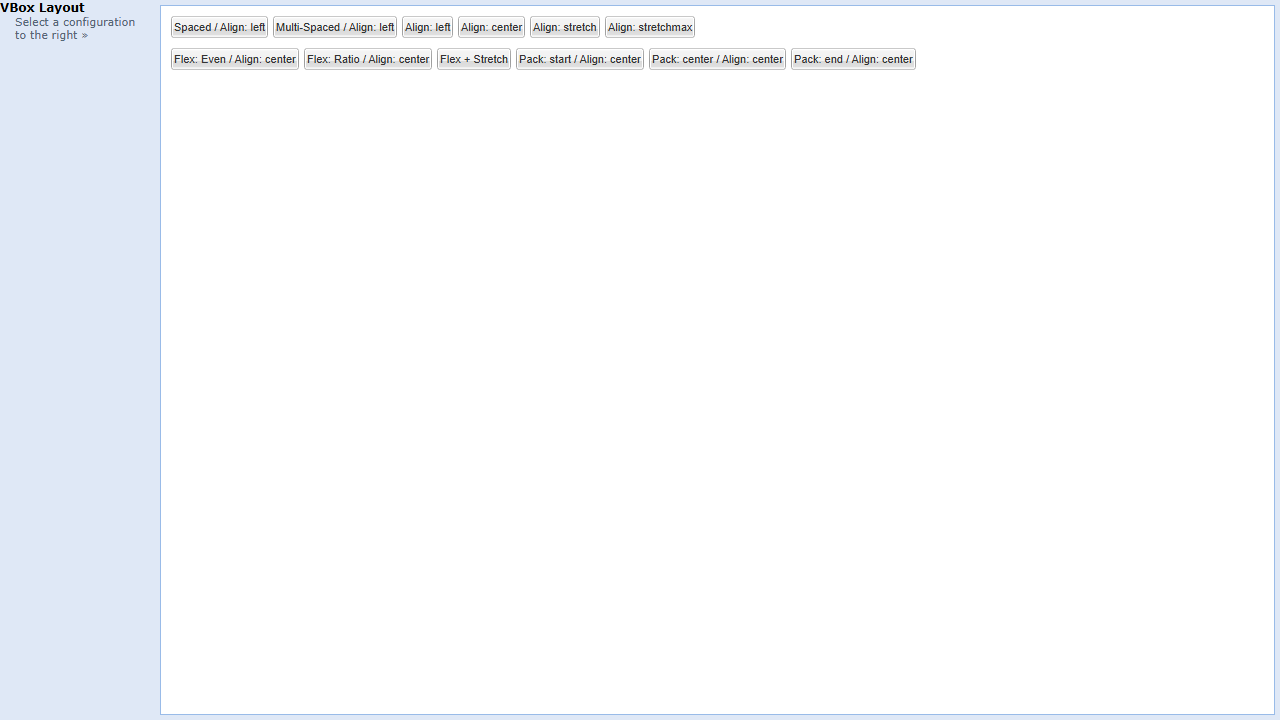 VBox Layout
Select a configuration
to the right »
Spaced / Align: left Multi-Spaced / Align: left Align: left Align: center Align: stretch Align: stretchmax
Flex: Even / Align: center Flex: Ratio / Align: center Flex + Stretch Pack: start / Align: center Pack: center / Align: center Pack: end / Align: center